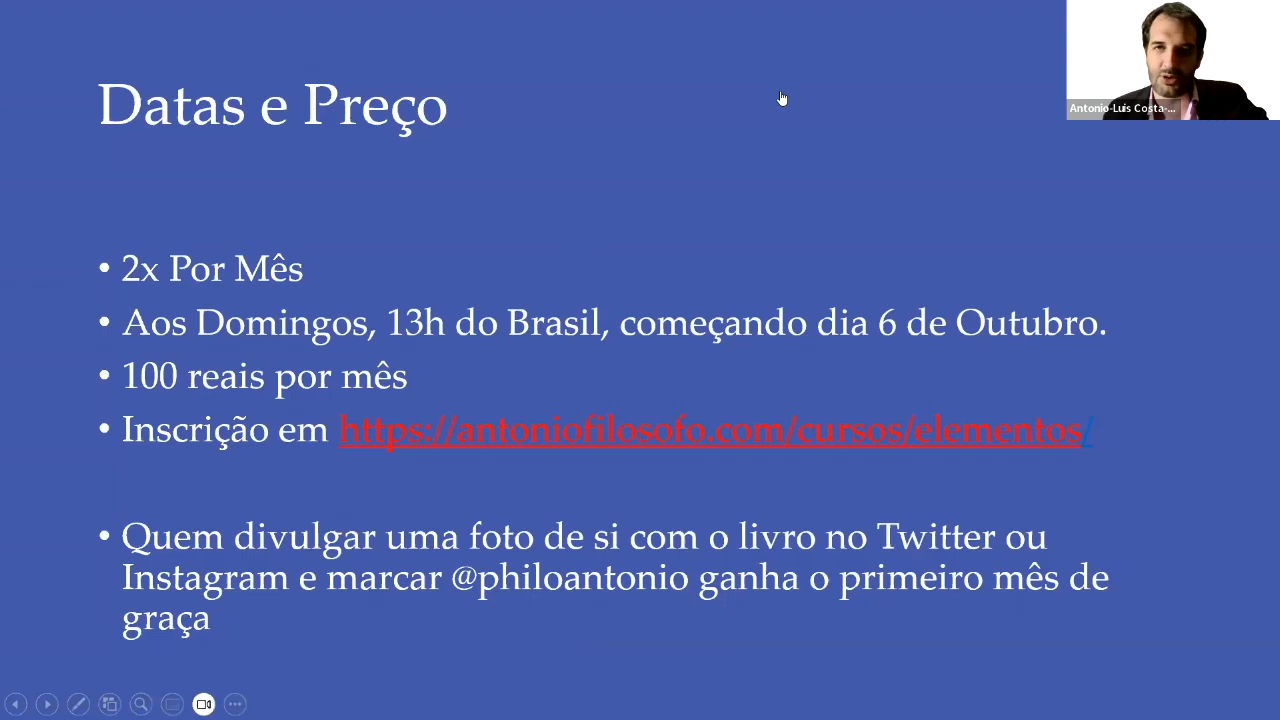 Antonio-Luis Costa-...
Datas e Preço
• 2x Por Mês
• Aos Domingos, 13h do Brasil, começando dia 6 de Outubro.
• 100 reais por mês
• Inscrição em https://antoniofilosofo.com/cursos/elementos/
• Quem divulgar uma foto de si com o livro no Twitter ou
Instagram e marcar @philoantonio ganha o primeiro mês de
graça